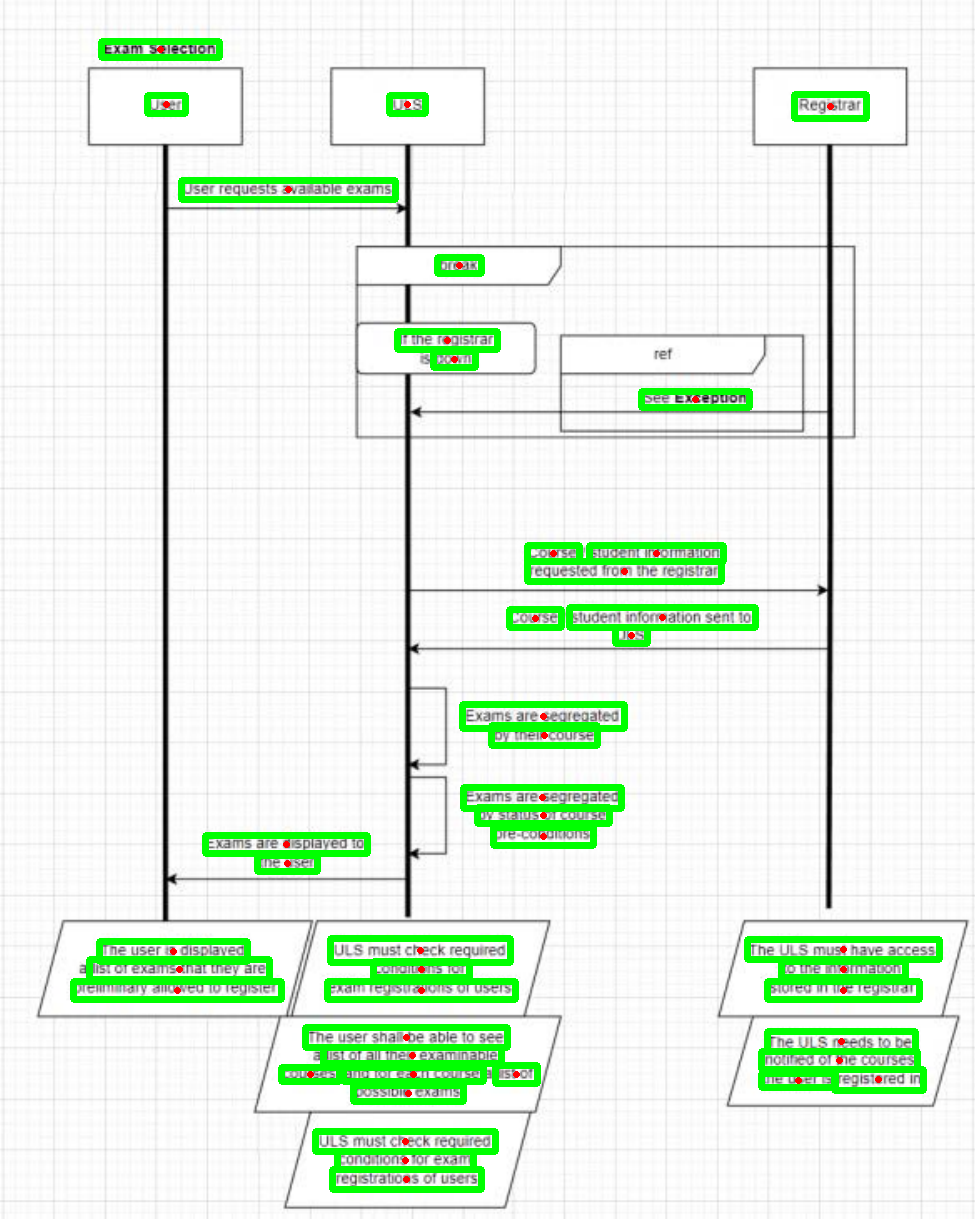 Exam Selection
User
ULS
Registrar
User requests available exams
break
If the registrar
is down
ref
See Exception
Course, student information
requested from the registrar
Course, student information sent to
ULS
Exams are segregated
by their course
Exams are segregated
by status of course
pre-conditions
Exams are displayed to
the user
The user is displayed
a list of exams that they are
preliminary allowed to register
ULS must check required
conditions for
exam registrations of users
The ULS must have access
to the information
stored in the registrar
The user shall be able to see
a list of all their examinable
courses, and for each course, a list of
possible exams
The ULS needs to be
notified of the courses
the user is registered in
ULS must check required
conditions for exam
registrations of users